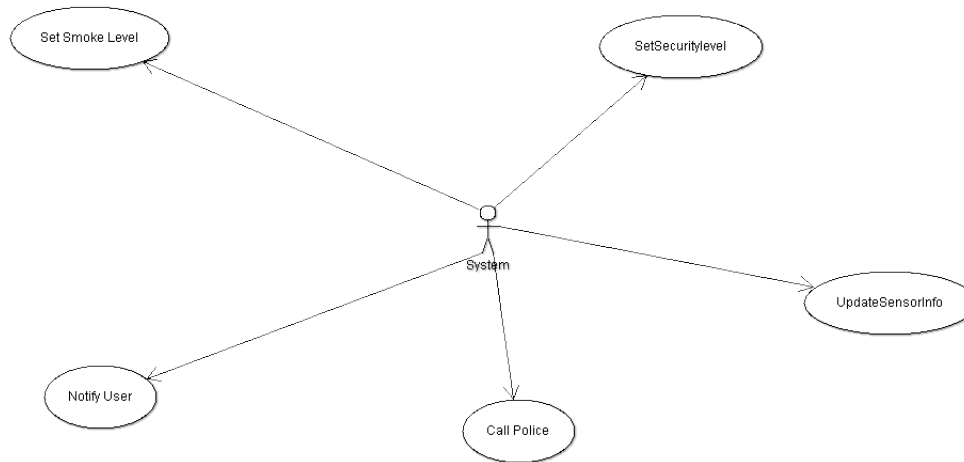 Set Smoke Level
SetSecuritylevel
System
UpdateSensorInfo
Notify User
Call Police